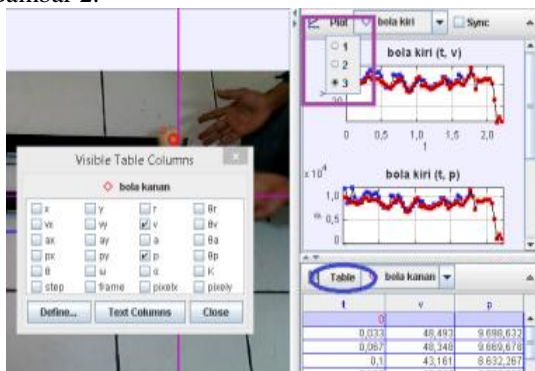 Gambar 2.
Plot bola kiri Sync
1
2
3
bola kiri (t, v)
20
0 0,5 1,0 1,5 2,0
t
x10⁴
bola kiri (t, p)
1,0
0,5
0
Visible Table Columns
bola kanan
x y r θr
vx vy v θv
ax ay a θa
px py p θp
θ ω α K
step frame pixelx pixely
Define... Text Columns Close
Table bola kanan
t v p
0
0,033 48,493 9.698,632
0,067 48,348 9.669,676
0,1 43,161 8.632,267